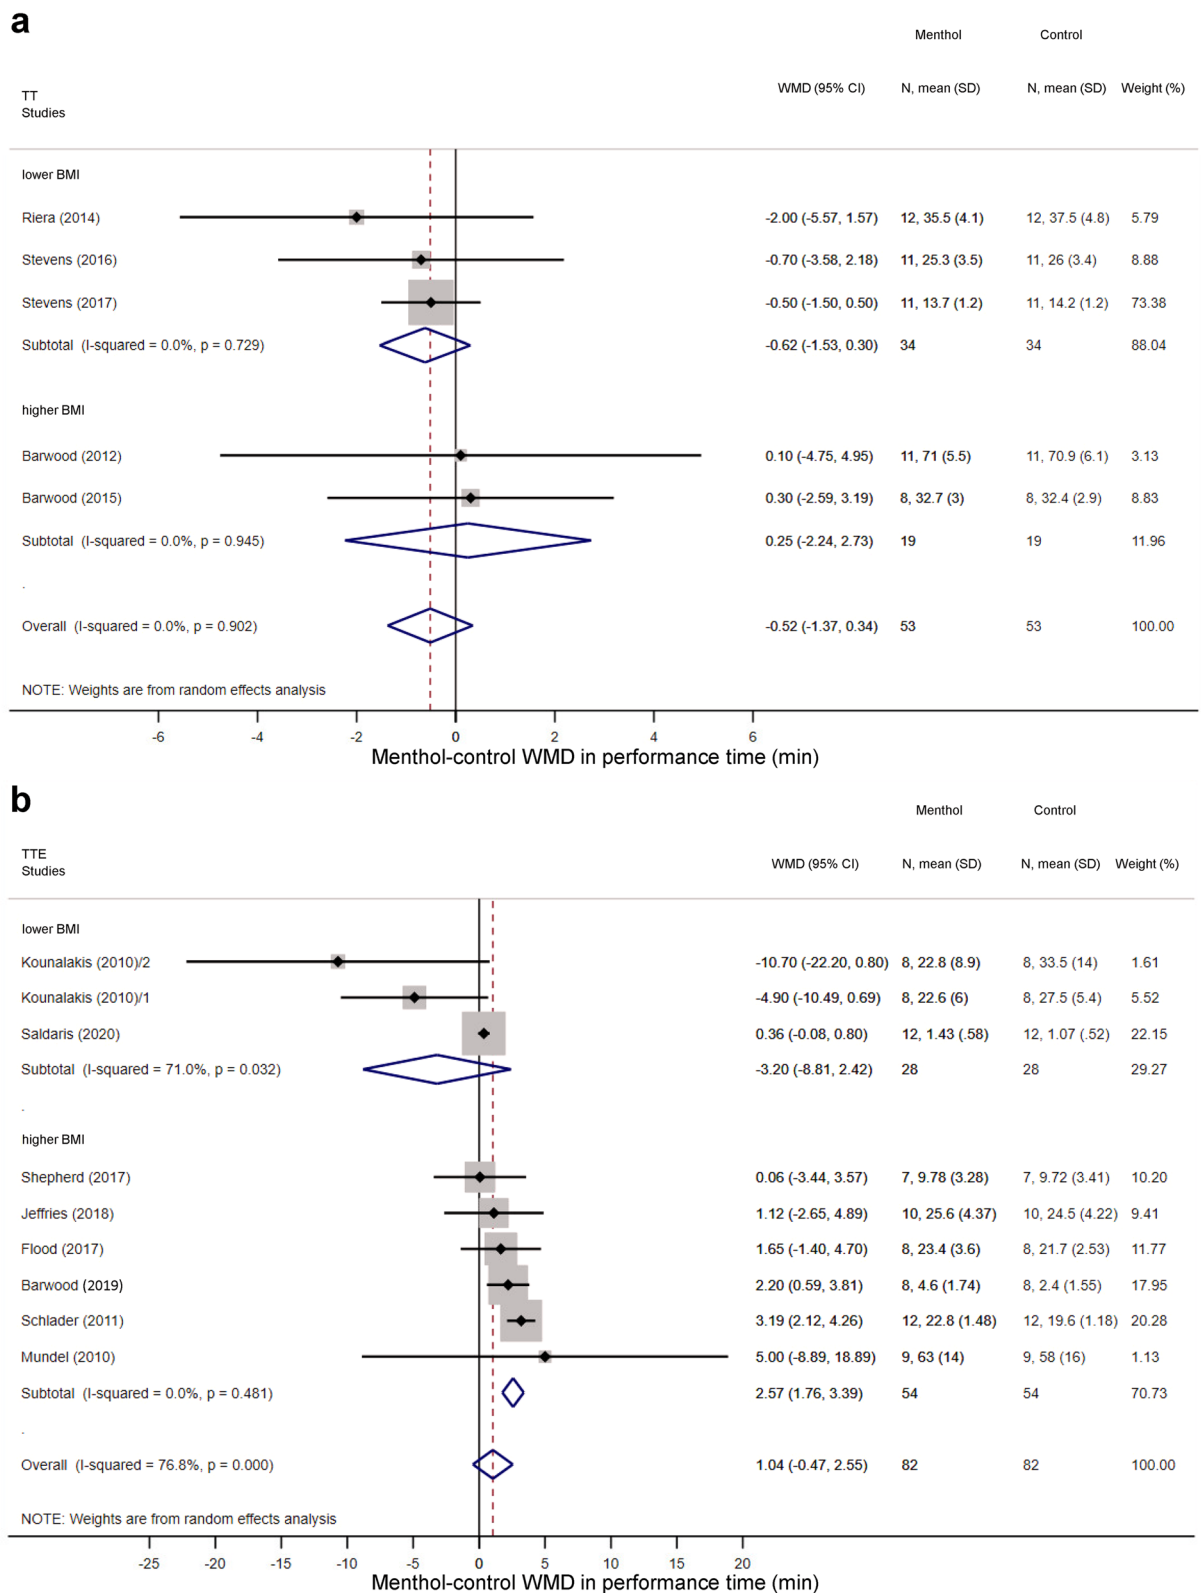 a
Menthol Control
TT
Studies
WMD (95% CI) N, mean (SD) N, mean (SD) Weight (%)
lower BMI
Riera (2014) -2.00 (-5.57, 1.57) 12, 35.5 (4.1) 12, 37.5 (4.8) 5.79
Stevens (2016) -0.70 (-3.58, 2.18) 11, 25.3 (3.5) 11, 26 (3.4) 8.88
Stevens (2017) -0.50 (-1.50, 0.50) 11, 13.7 (1.2) 11, 14.2 (1.2) 73.38
Subtotal (I-squared = 0.0%, p = 0.729) -0.62 (-1.53, 0.30) 34 34 88.04
higher BMI
Barwood (2012) 0.10 (-4.75, 4.95) 11, 71 (5.5) 11, 70.9 (6.1) 3.13
Barwood (2015) 0.30 (-2.59, 3.19) 8, 32.7 (3) 8, 32.4 (2.9) 8.83
Subtotal (I-squared = 0.0%, p = 0.945) 0.25 (-2.24, 2.73) 19 19 11.96
.
Overall (I-squared = 0.0%, p = 0.902) -0.52 (-1.37, 0.34) 53 53 100.00
NOTE: Weights are from random effects analysis
-6 -4 -2 0 2 4 6
Menthol-control WMD in performance time (min)
b
Menthol Control
TTE
Studies
WMD (95% CI) N, mean (SD) N, mean (SD) Weight (%)
lower BMI
Kounalakis (2010)/2 -10.70 (-22.20, 0.80) 8, 22.8 (8.9) 8, 33.5 (14) 1.61
Kounalakis (2010)/1 -4.90 (-10.49, 0.69) 8, 22.6 (6) 8, 27.5 (5.4) 5.52
Saldaris (2020) 0.36 (-0.08, 0.80) 12, 1.43 (.58) 12, 1.07 (.52) 22.15
Subtotal (I-squared = 71.0%, p = 0.032) -3.20 (-8.81, 2.42) 28 28 29.27
.
higher BMI
Shepherd (2017) 0.06 (-3.44, 3.57) 7, 9.78 (3.28) 7, 9.72 (3.41) 10.20
Jeffries (2018) 1.12 (-2.65, 4.89) 10, 25.6 (4.37) 10, 24.5 (4.22) 9.41
Flood (2017) 1.65 (-1.40, 4.70) 8, 23.4 (3.6) 8, 21.7 (2.53) 11.77
Barwood (2019) 2.20 (0.59, 3.81) 8, 4.6 (1.74) 8, 2.4 (1.55) 17.95
Schlader (2011) 3.19 (2.12, 4.26) 12, 22.8 (1.48) 12, 19.6 (1.18) 20.28
Mundel (2010) 5.00 (-8.89, 18.89) 9, 63 (14) 9, 58 (16) 1.13
Subtotal (I-squared = 0.0%, p = 0.481) 2.57 (1.76, 3.39) 54 54 70.73
.
Overall (I-squared = 76.8%, p = 0.000) 1.04 (-0.47, 2.55) 82 82 100.00
NOTE: Weights are from random effects analysis
-25 -20 -15 -10 -5 0 5 10 15 20
Menthol-control WMD in performance time (min)